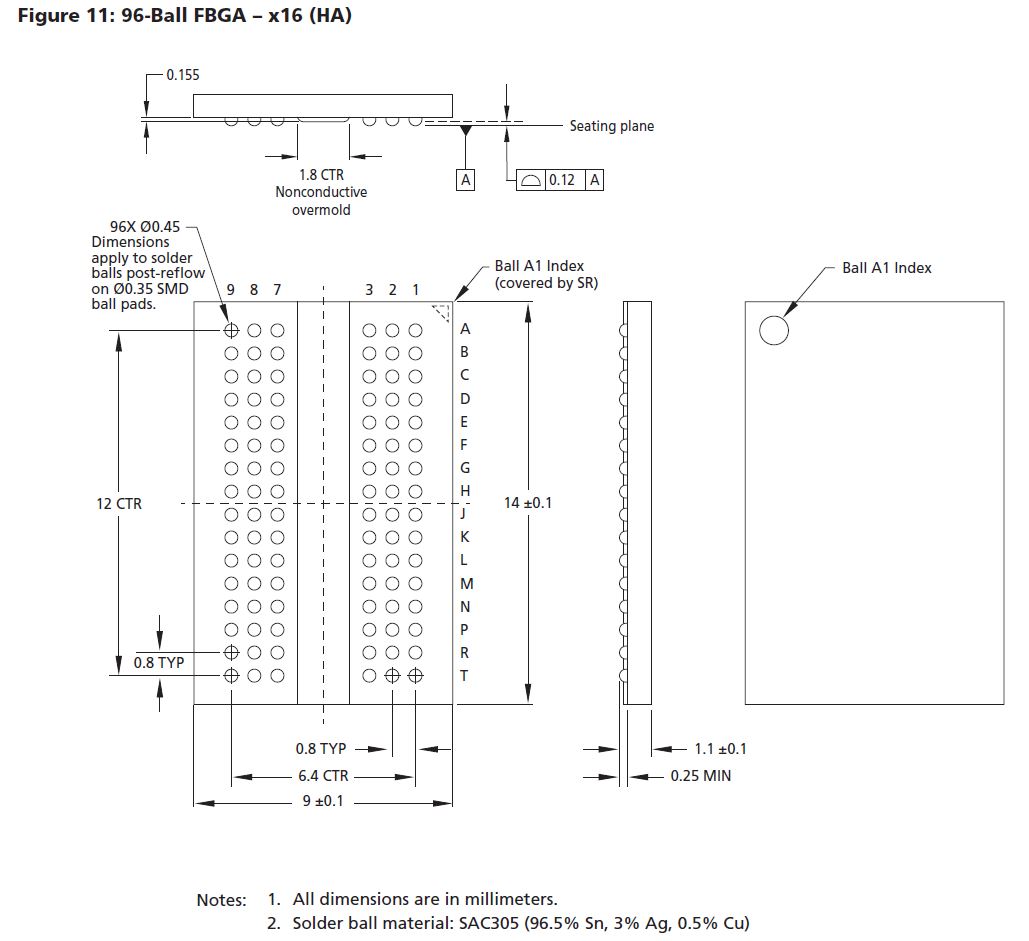 Figure 11: 96-Ball FBGA – x16 (HA)
0.155
Seating plane
1.8 CTR
Nonconductive
overmold
A
0.12 A
96X Ø0.45
Dimensions
apply to solder
balls post-reflow
on Ø0.35 SMD
ball pads.
Ball A1 Index
(covered by SR)
Ball A1 Index
9 8 7 3 2 1
A
B
C
D
E
F
G
H
12 CTR
14 ±0.1
J
K
L
M
N
P
R
0.8 TYP
T
0.8 TYP
1.1 ±0.1
6.4 CTR
0.25 MIN
9 ±0.1
Notes: 1. All dimensions are in millimeters.
2. Solder ball material: SAC305 (96.5% Sn, 3% Ag, 0.5% Cu)